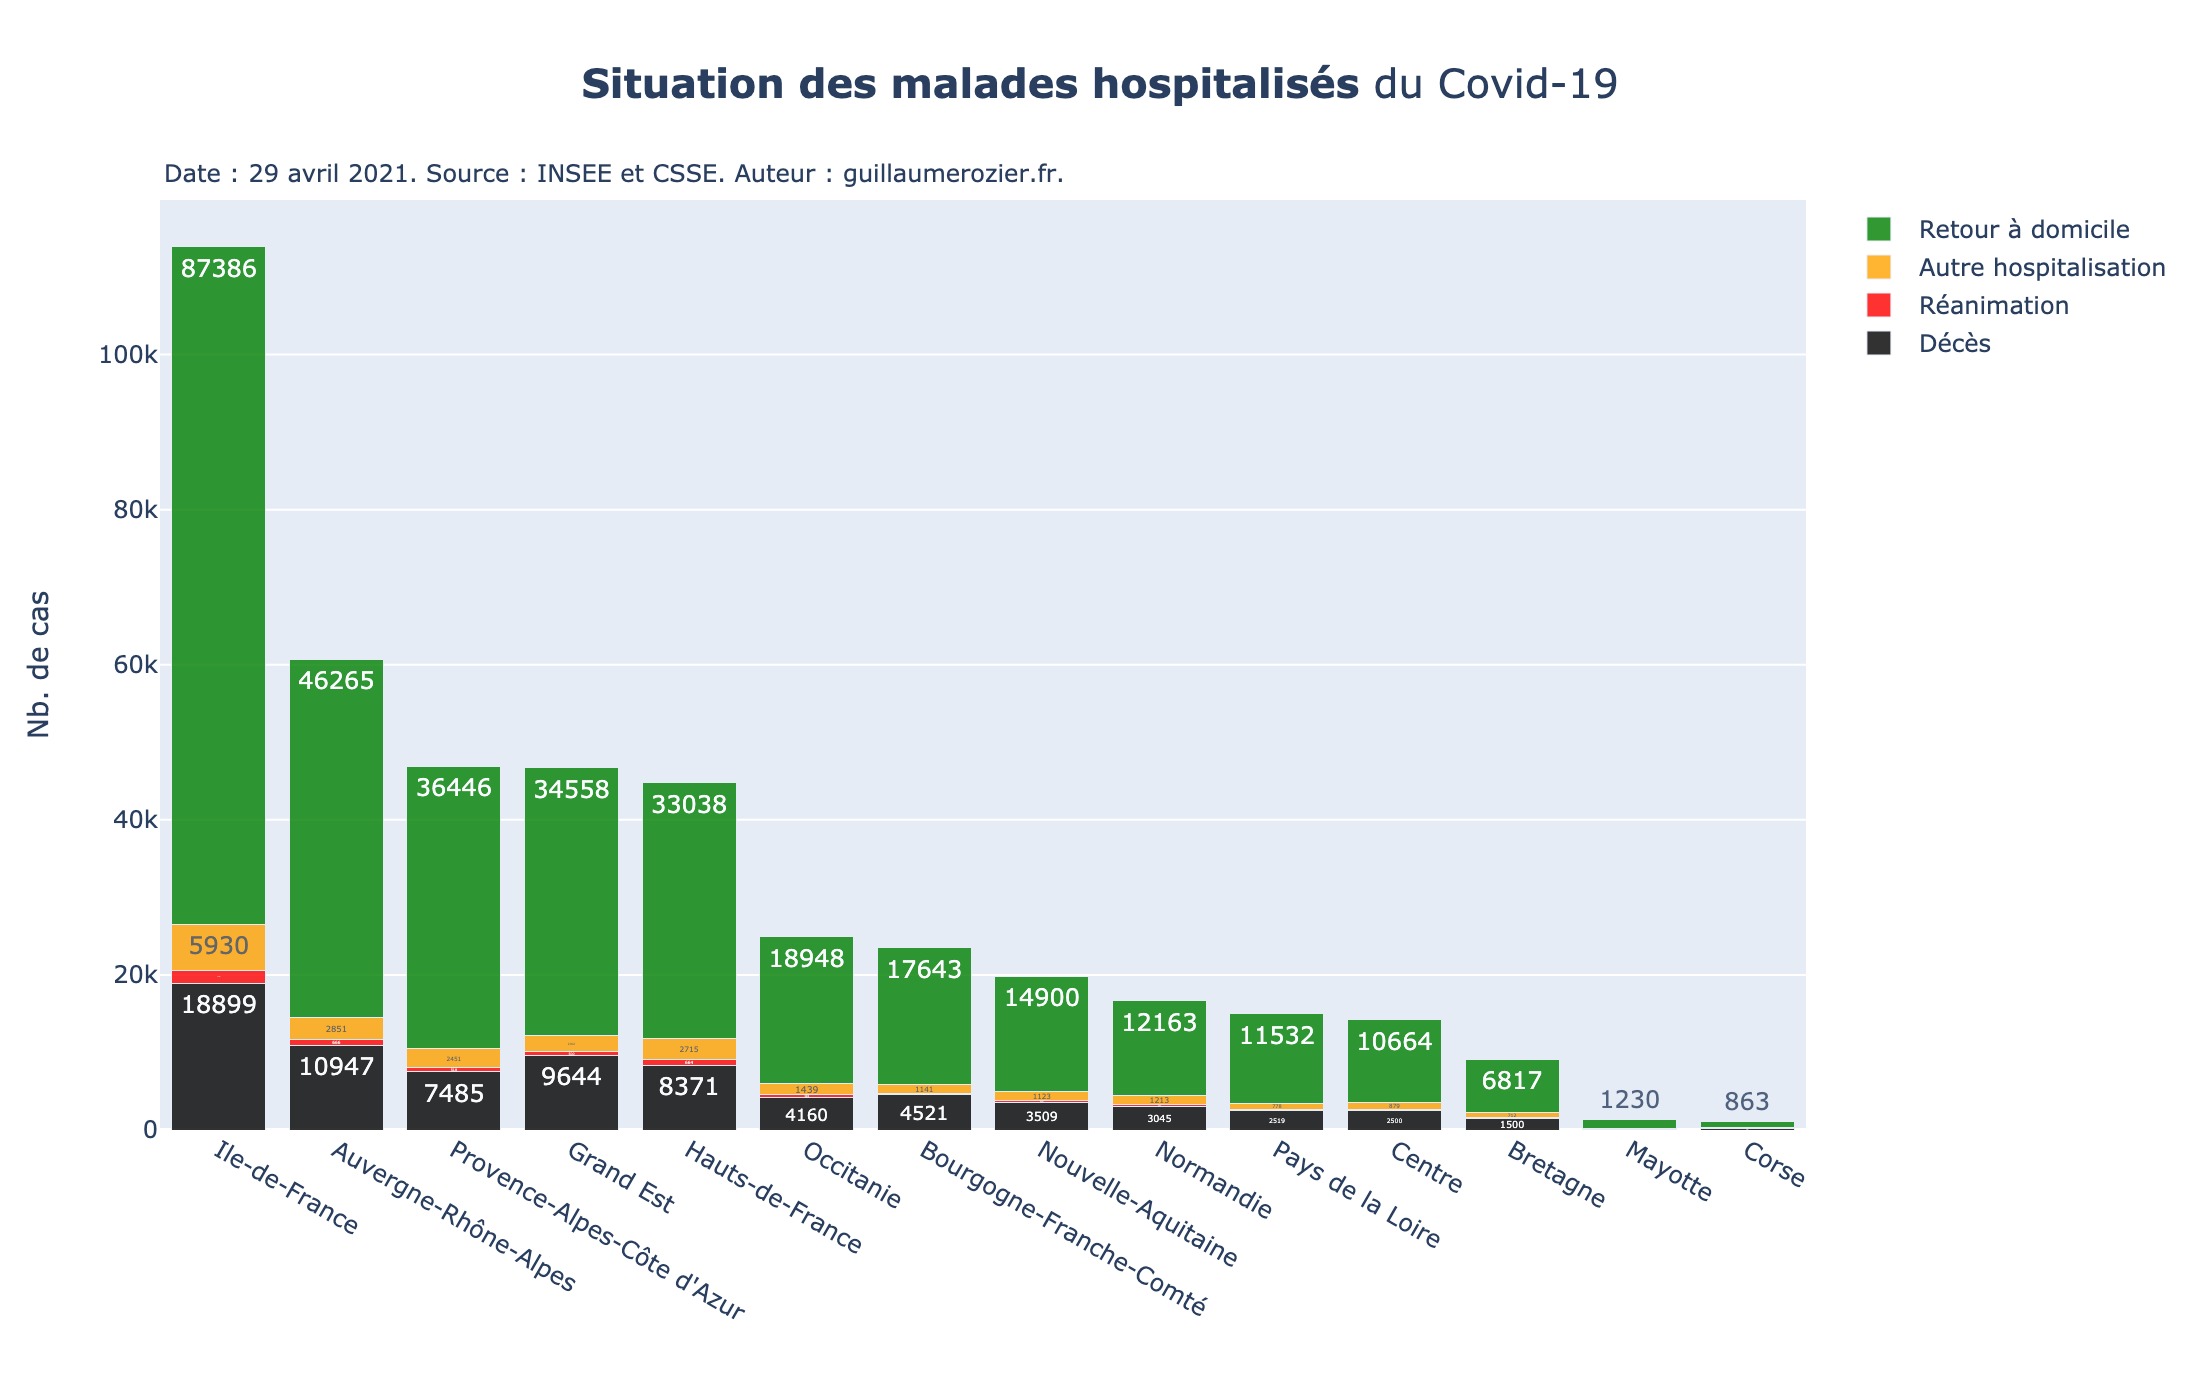 Situation des malades hospitalisés du Covid-19
Date : 29 avril 2021. Source : INSEE et CSSE. Auteur : guillaumerozier.fr.
Retour à domicile
Autre hospitalisation
Réanimation
Décès
Nb. de cas
100k
80k
60k
40k
20k
0
87386
5930
18899
46265
2851
10947
36446
2451
7485
34558
9644
33038
2715
8371
18948
1439
4160
17643
1141
4521
14900
1123
3509
12163
1213
3045
11532
778
2519
10664
879
2500
6817
1500
1230
863
Ile-de-France
Auvergne-Rhône-Alpes
Provence-Alpes-Côte d'Azur
Grand Est
Hauts-de-France
Occitanie
Bourgogne-Franche-Comté
Nouvelle-Aquitaine
Normandie
Pays de la Loire
Centre
Bretagne
Mayotte
Corse